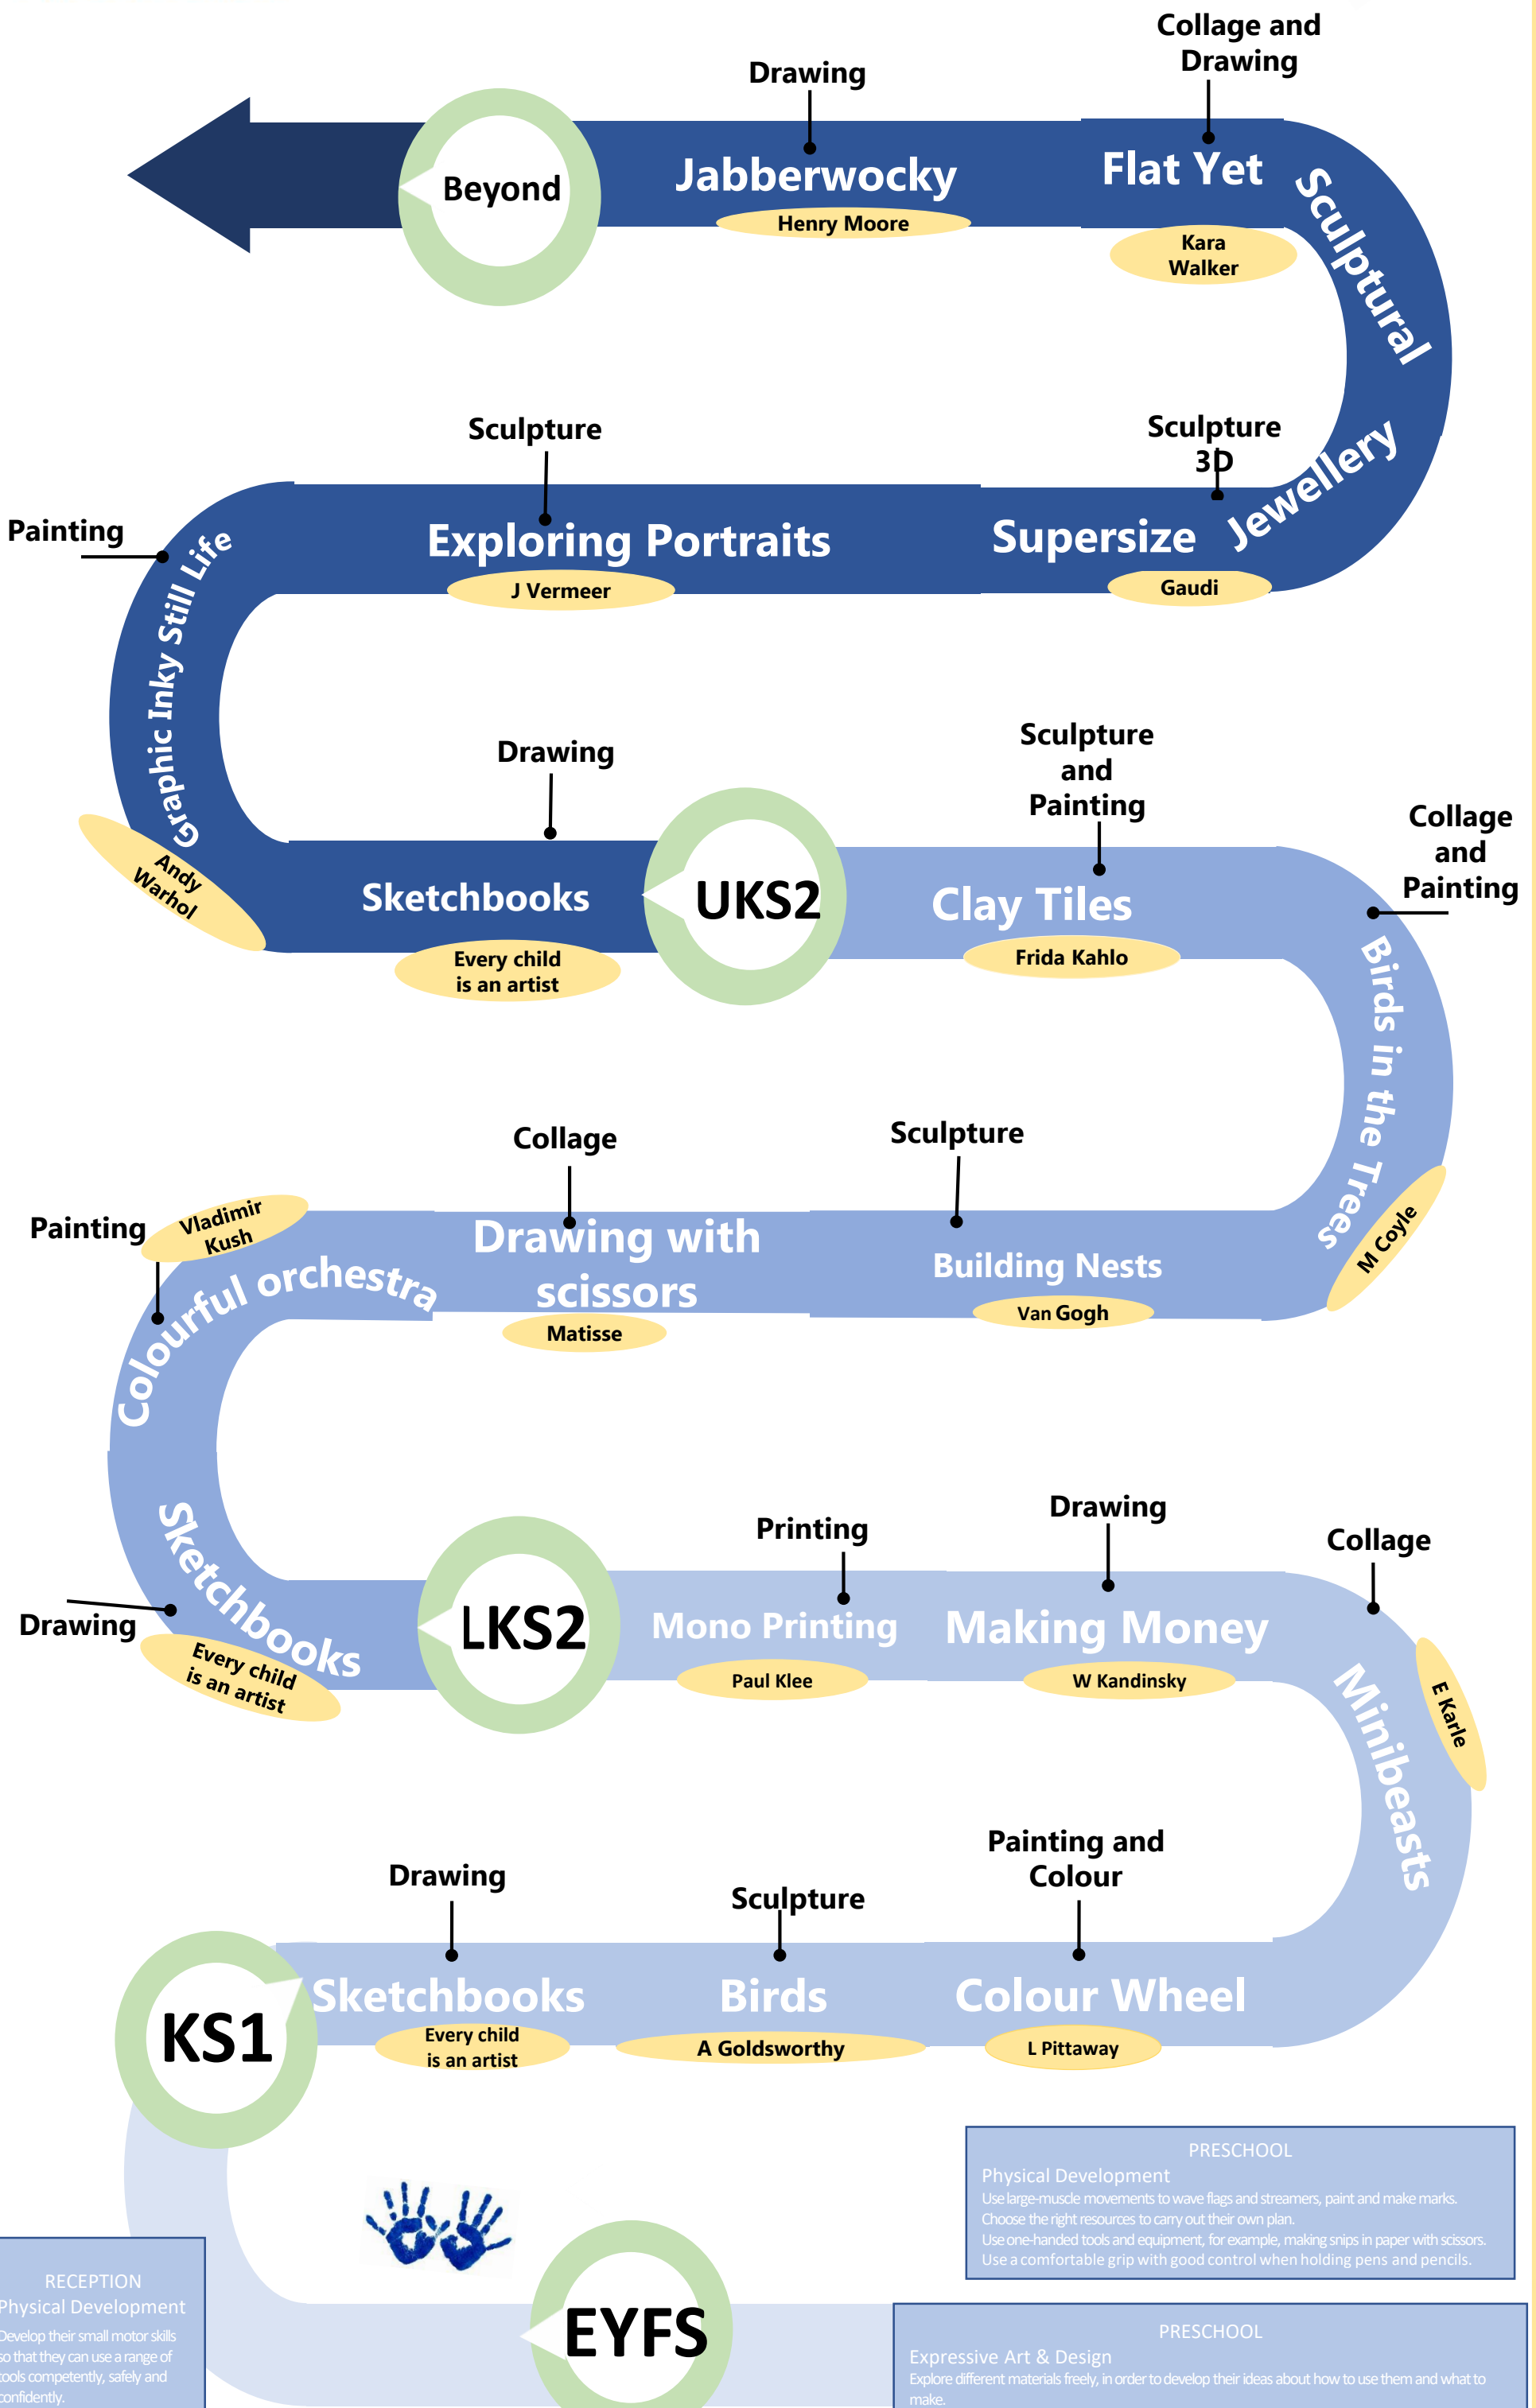 Collage and
Drawing
Drawing
Beyond
Jabberwocky
Henry Moore
Flat Yet
Kara
Walker
Sculptural
Sculpture
Sculpture
3D
Painting
Exploring Portraits
J Vermeer
Supersize
Jewellery
Gaudi
Graphic Inky Still Life
Andy
Warhol
Drawing
Sketchbooks
Every child
is an artist
UKS2
Sculpture
and
Painting
Clay Tiles
Frida Kahlo
Collage
and
Painting
Birds in the Trees
M Coyle
Collage
Sculpture
Painting
Vladimir
Kush
Colourful orchestra
Drawing with
scissors
Matisse
Building Nests
Van Gogh
Sketchbooks
Drawing
Every child
is an artist
LKS2
Printing
Mono Printing
Paul Klee
Drawing
Making Money
W Kandinsky
Collage
Minibeasts
E Karle
KS1
Drawing
Sketchbooks
Every child
is an artist
Sculpture
Birds
A Goldsworthy
Painting and
Colour
Colour Wheel
L Pittaway
PRESCHOOL
Physical Development
Use large-muscle movements to wave flags and streamers, paint and make marks.
Choose the right resources to carry out their own plan.
Use one-handed tools and equipment, for example, making snips in paper with scissors.
Use a comfortable grip with good control when holding pens and pencils.
RECEPTION
Physical Development
Develop their small motor skills
so that they can use a range of
tools competently, safely and
confidently.
EYFS
PRESCHOOL
Expressive Art & Design
Explore different materials freely, in order to develop their ideas about how to use them and what to
make.